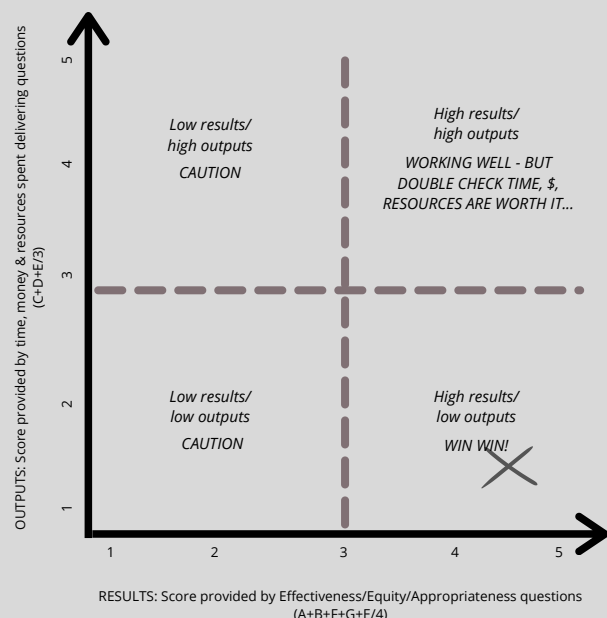 OUTPUTS: Score provided by time, money & resources spent delivering questions
(C+D+E/3)
5
4
3
2
1
Low results/
high outputs
CAUTION
High results/
high outputs
WORKING WELL - BUT
DOUBLE CHECK TIME, $,
RESOURCES ARE WORTH IT...
Low results/
low outputs
CAUTION
High results/
low outputs
WIN WIN!
1 2 3 4 5
RESULTS: Score provided by Effectiveness/Equity/Appropriateness questions
(A+B+F+G+E/4)